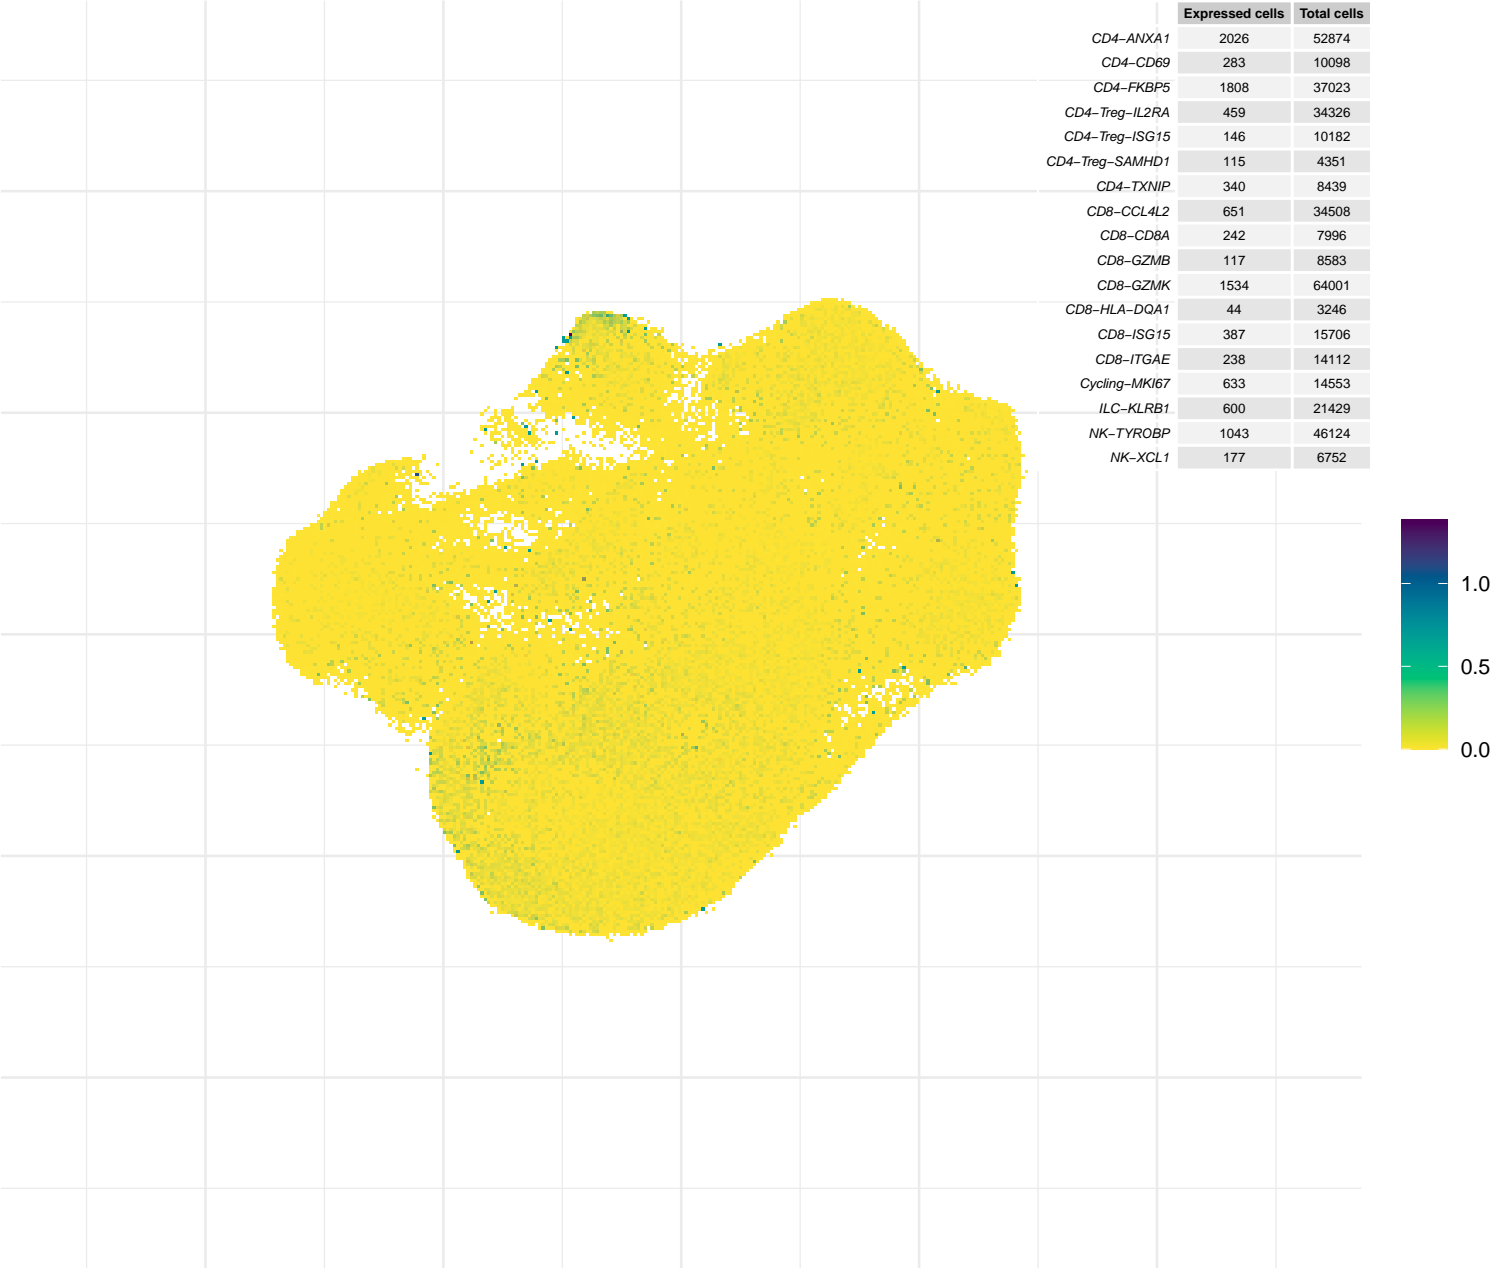 Expressed cells Total cells
CD4−ANXA1 2026 52874
CD4−CD69 283 10098
CD4−FKBP5 1808 37023
CD4−Treg−IL2RA 459 34326
CD4−Treg−ISG15 146 10182
CD4−Treg−SAMHD1 115 4351
CD4−TXNIP 340 8439
CD8−CCL4L2 651 34508
CD8−CD8A 242 7996
CD8−GZMB 117 8583
CD8−GZMK 1534 64001
CD8−HLA−DQA1 44 3246
CD8−ISG15 387 15706
CD8−ITGAE 238 14112
Cycling−MKI67 633 14553
ILC−KLRB1 600 21429
NK−TYROBP 1043 46124
NK−XCL1 177 6752
1.0
0.5
0.0